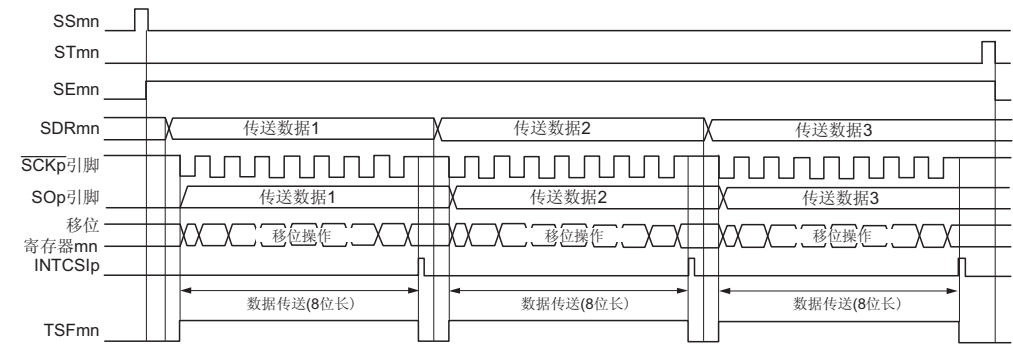 SSmn
STmn
SEmn
SDRmn 传送数据1 传送数据2 传送数据3
SCKp引脚
SOp引脚 传送数据1 传送数据2 传送数据3
移位
寄存器mn 移位操作 移位操作 移位操作
INTCSIp
数据传送(8位长) 数据传送(8位长) 数据传送(8位长)
TSFmn